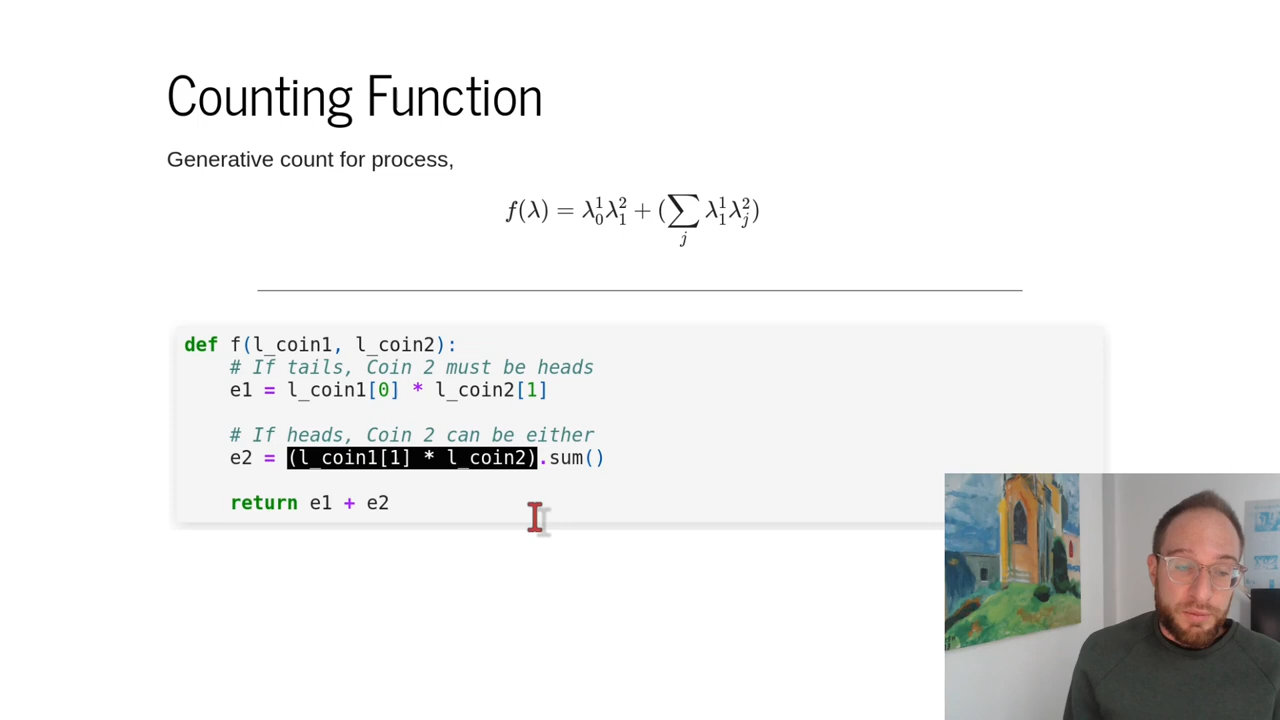 Counting Function
Generative count for process,
f(λ) = λ₀¹λ₁² + (∑ⱼ λ₁¹λⱼ²)
def f(l_coin1, l_coin2):
    # If tails, Coin 2 must be heads
    e1 = l_coin1[0] * l_coin2[1]
    # If heads, Coin 2 can be either
    e2 = (l_coin1[1] * l_coin2).sum()
    return e1 + e2